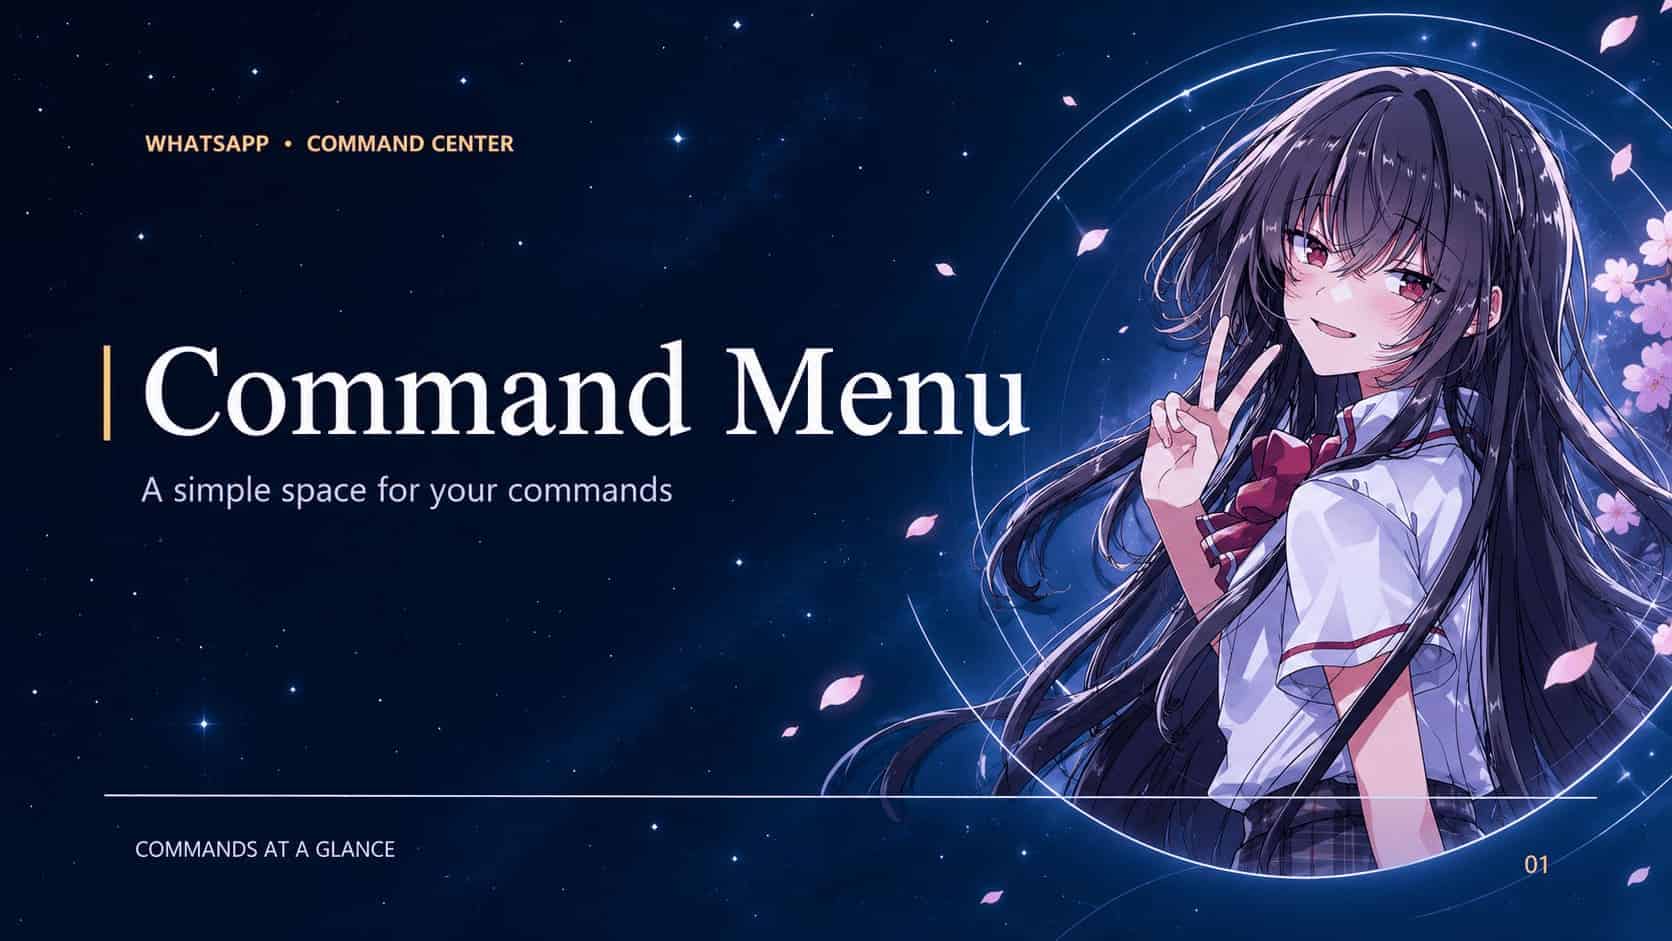 WHATSAPP • COMMAND CENTER
Command Menu
A simple space for your commands
COMMANDS AT A GLANCE
01